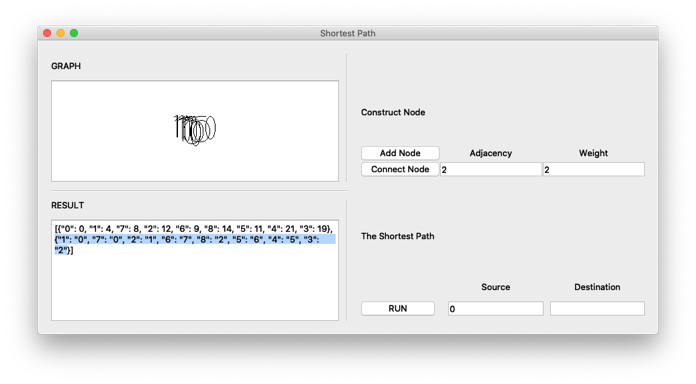 Shortest Path
GRAPH
Construct Node
Add Node
Adjacency
Weight
Connect Node
2
2
RESULT
[{"0": 0, "1": 4, "7": 8, "2": 12, "6": 9, "8": 14, "5": 11, "4": 21, "3": 19},
{"1": "0", "7": "0", "2": "1", "6": "7", "8": "2", "5": "6", "4": "5", "3":
"2"}]
The Shortest Path
Source
Destination
RUN
0